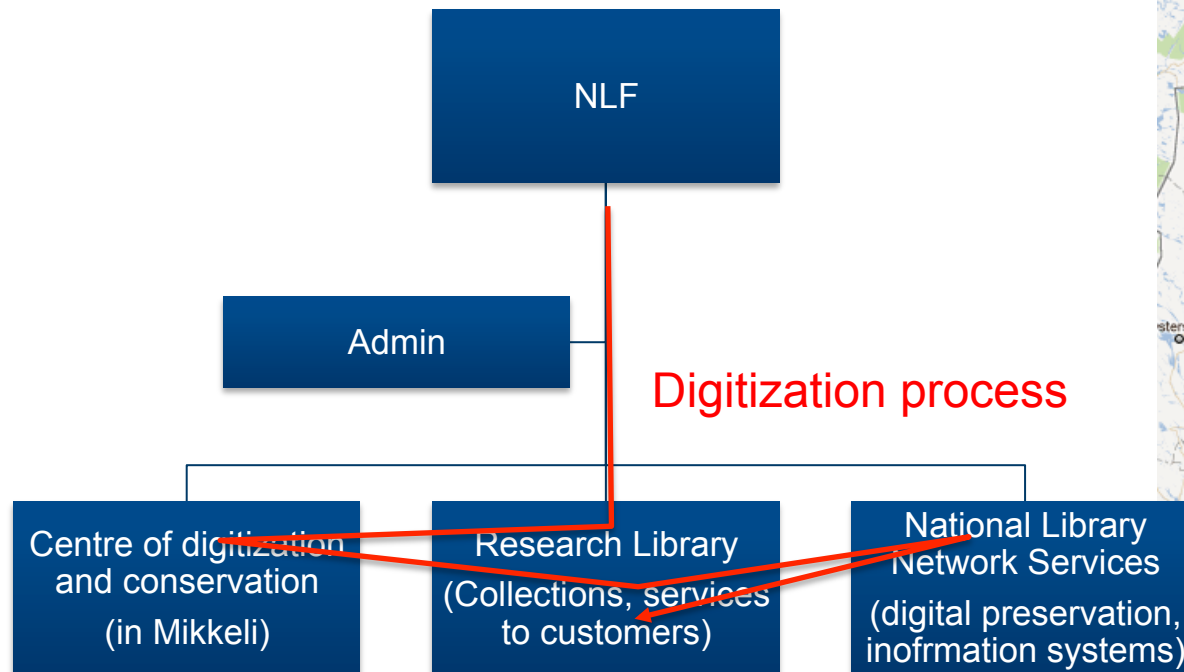 NLF
Admin
Digitization process
Centre of digitization
and conservation
(in Mikkeli)
Research Library
(Collections, services
to customers)
National Library
Network Services
(digital preservation,
inofrmation systems)